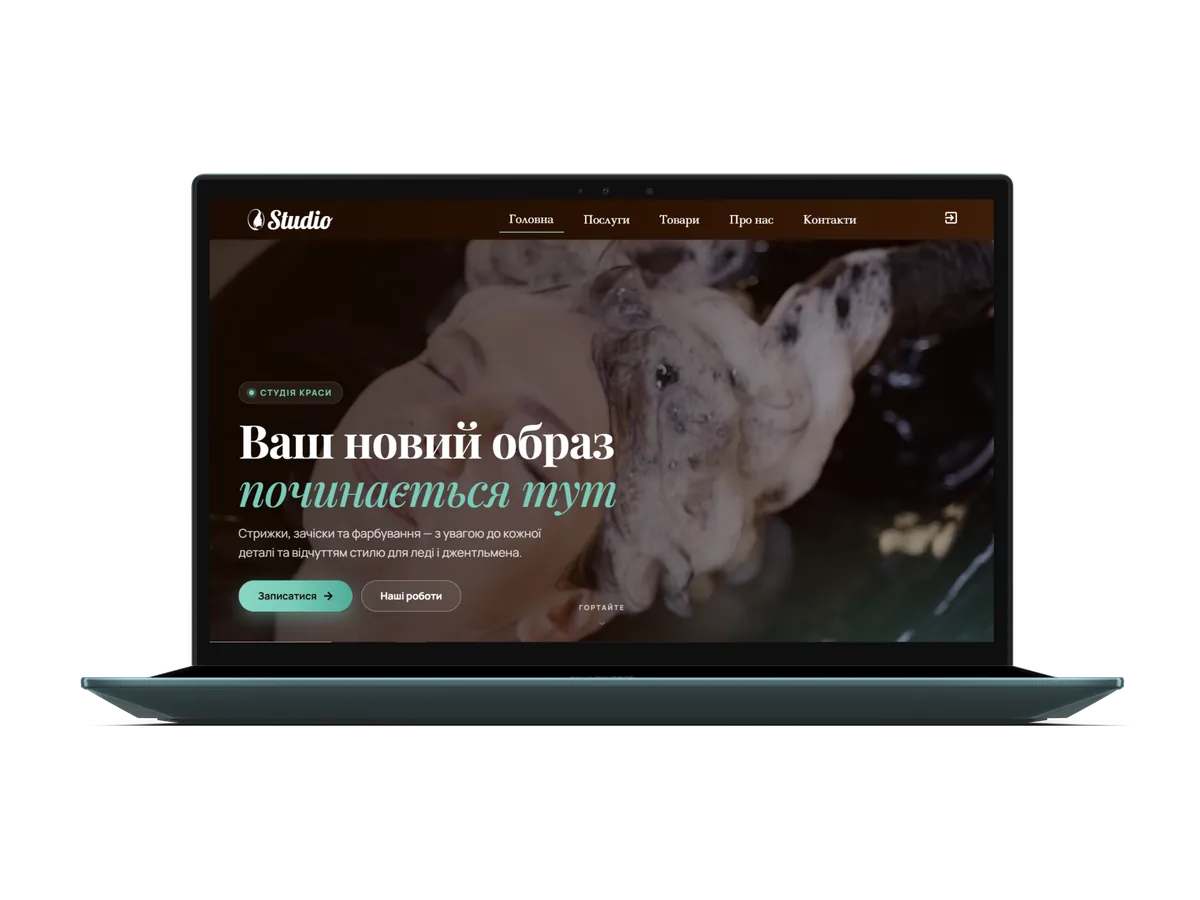 Studio
Головна Послуги Товари Про нас Контакти
СТУДІЯ КРАСИ
Ваш новий образ
починається тут
Стрижки, зачіски та фарбування — з увагою до кожної
деталі та відчуттям стилю для леді і джентльмена.
Записатися → Наші роботи
ГОРТАЙТЕ